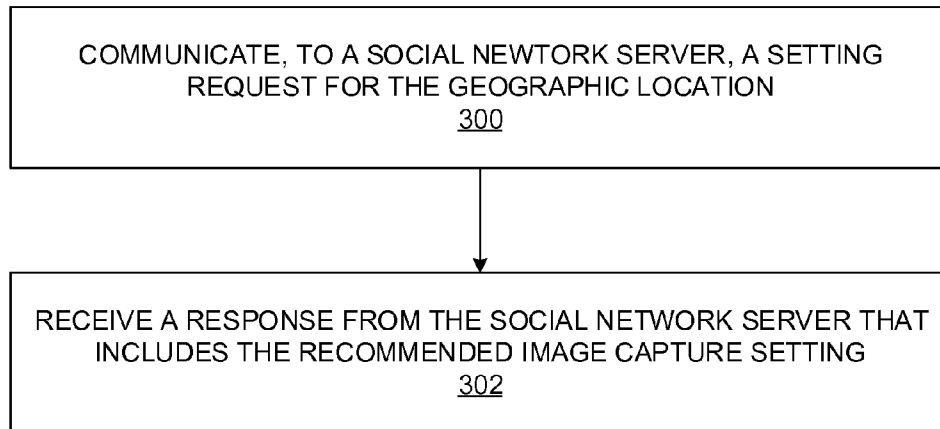 COMMUNICATE, TO A SOCIAL NEWTORK SERVER, A SETTING
REQUEST FOR THE GEOGRAPHIC LOCATION
300
RECEIVE A RESPONSE FROM THE SOCIAL NETWORK SERVER THAT
INCLUDES THE RECOMMENDED IMAGE CAPTURE SETTING
302